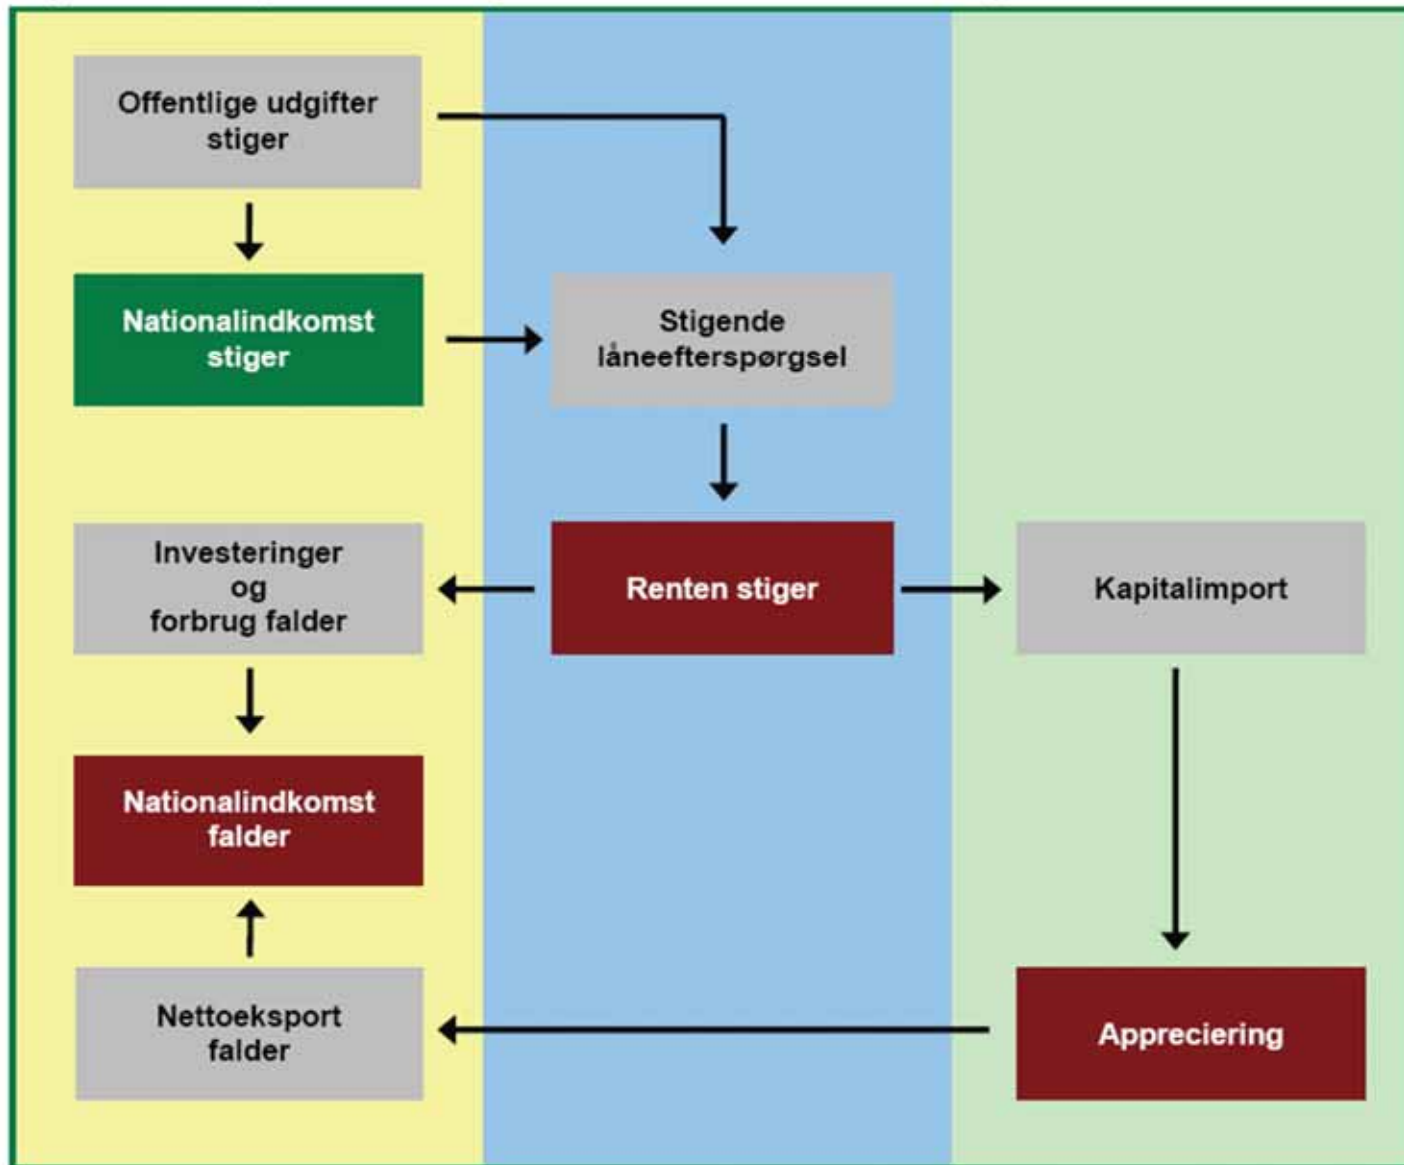 Offentlige udgifter
stiger
Nationalindkomst
stiger
Stigende
låneefterspørgsel
Investeringer
og
forbrug falder
Renten stiger
Kapitalimport
Nationalindkomst
falder
Nettoeksport
falder
Appreciering